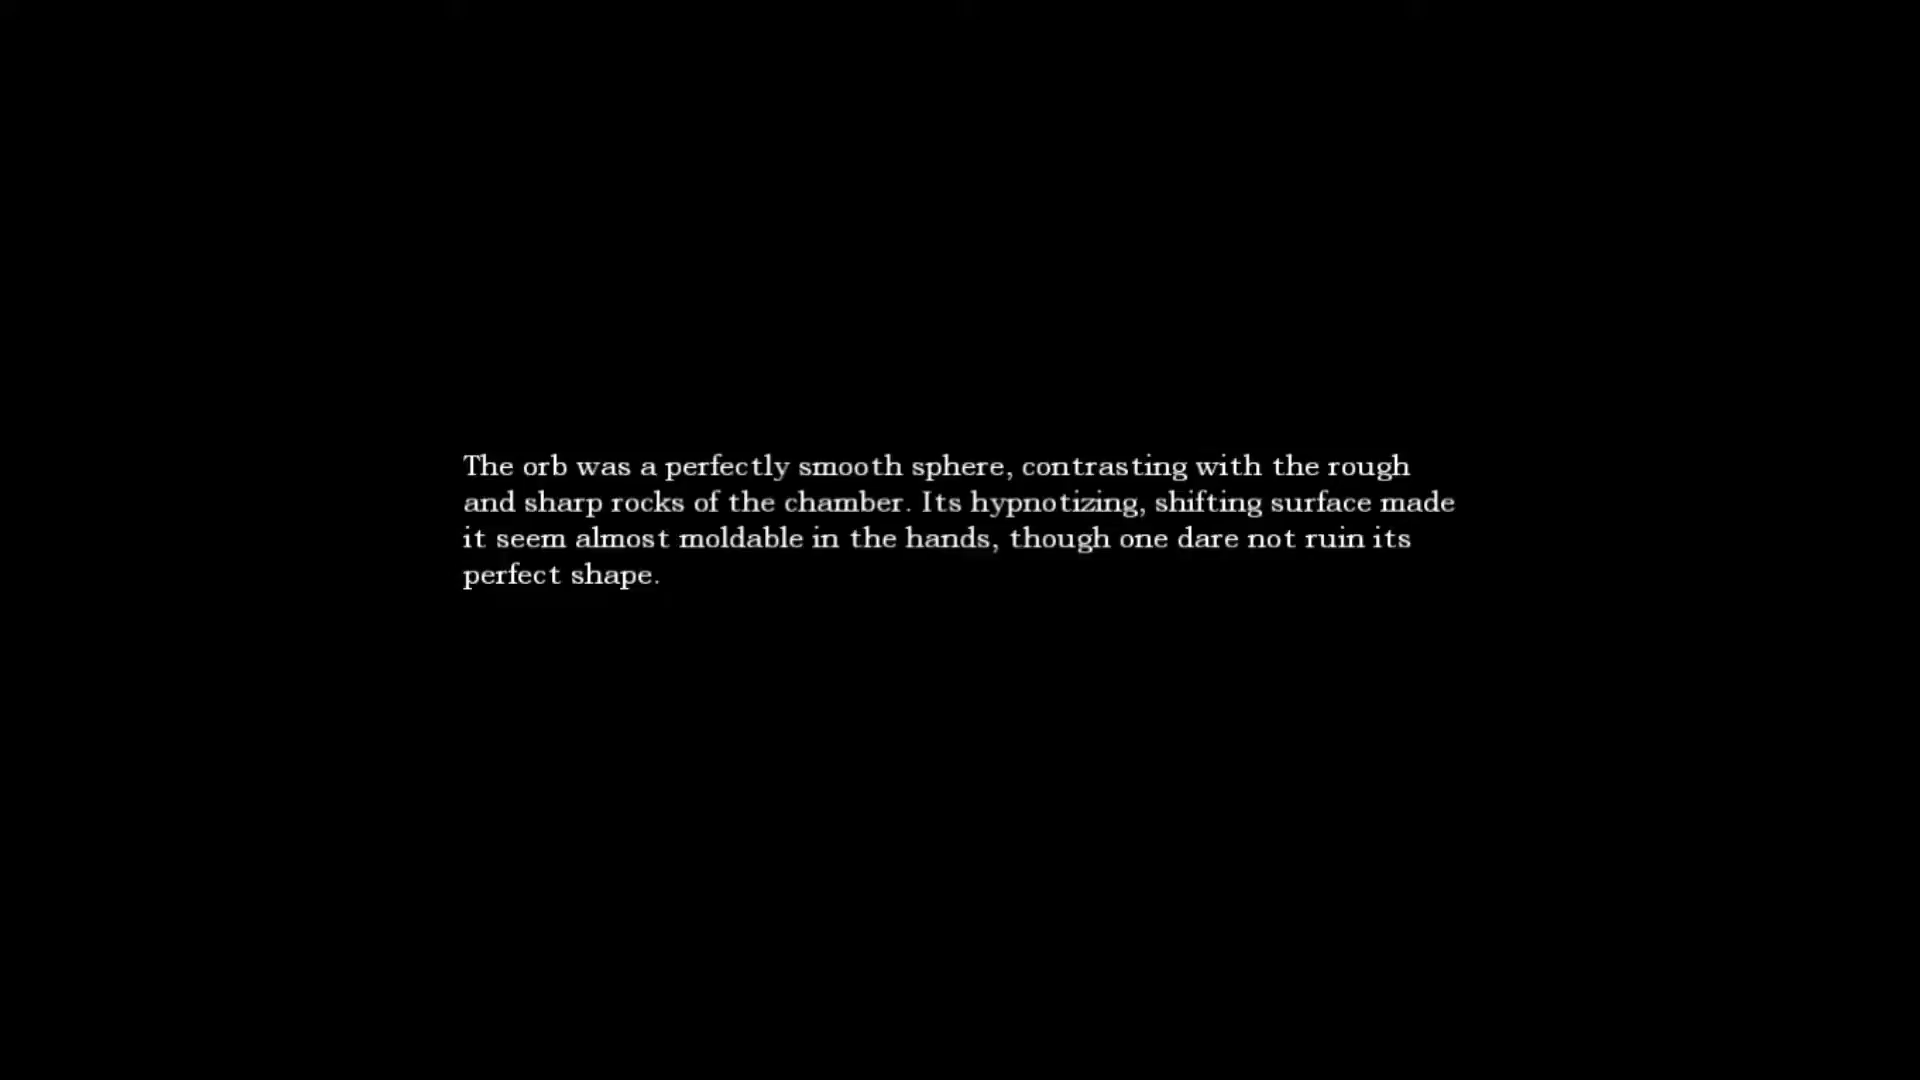 The orb was a perfectly smooth sphere, contrasting with the rough
and sharp rocks of the chamber. Its hypnotizing, shifting surface made
it seem almost moldable in the hands, though one dare not ruin its
perfect shape.